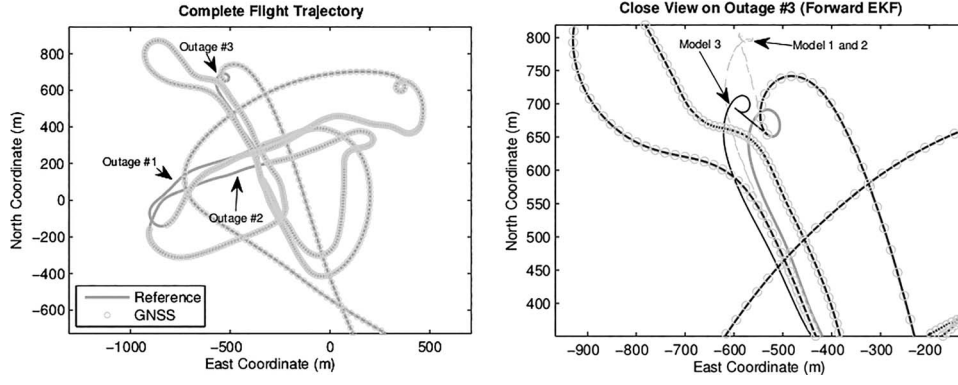 Complete Flight Trajectory
800
600
400
200
0
−200
−400
−600
North Coordinate (m)
Outage #3
Outage #1
Outage #2
Reference
GNSS
−1000
−500
0
500
East Coordinate (m)
Close View on Outage #3 (Forward EKF)
800
750
700
650
600
550
500
450
400
North Coordinate (m)
Model 3
Model 1 and 2
−900
−800
−700
−600
−500
−400
−300
−200
East Coordinate (m)